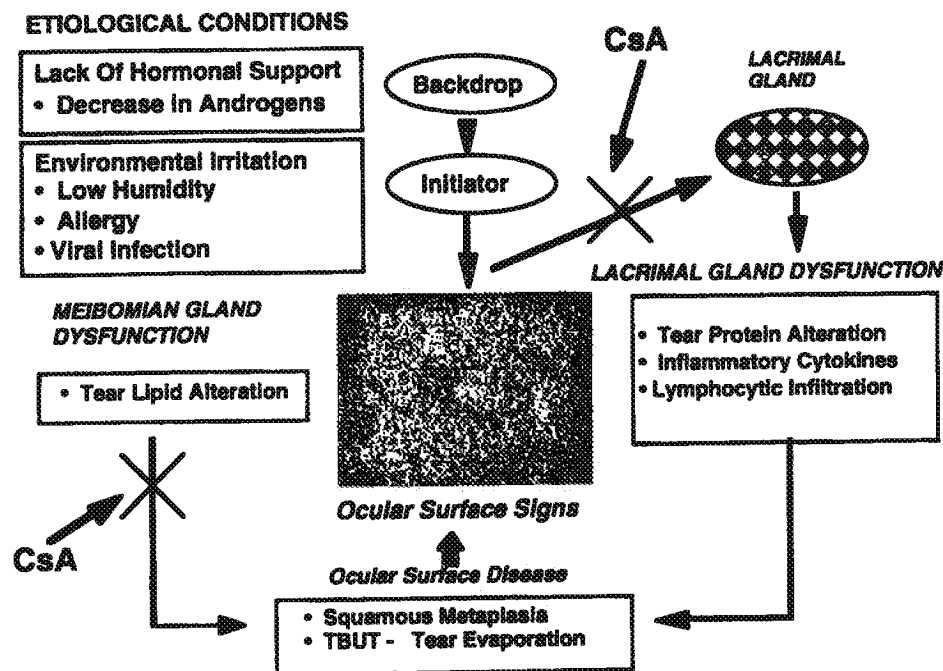 ETIOLOGICAL CONDITIONS
Lack Of Hormonal Support
• Decrease in Androgens
Environmental Irritation
• Low Humidity
• Allergy
• Viral Infection
Backdrop
Initiator
CsA
LACRIMAL
GLAND
LACRIMAL GLAND DYSFUNCTION
• Tear Protein Alteration
• Inflammatory Cytokines
• Lymphocytic Infiltration
MEIBOMIAN GLAND
DYSFUNCTION
• Tear Lipid Alteration
CsA
Ocular Surface Signs
Ocular Surface Disease
• Squamous Metaplasia
• TBUT - Tear Evaporation